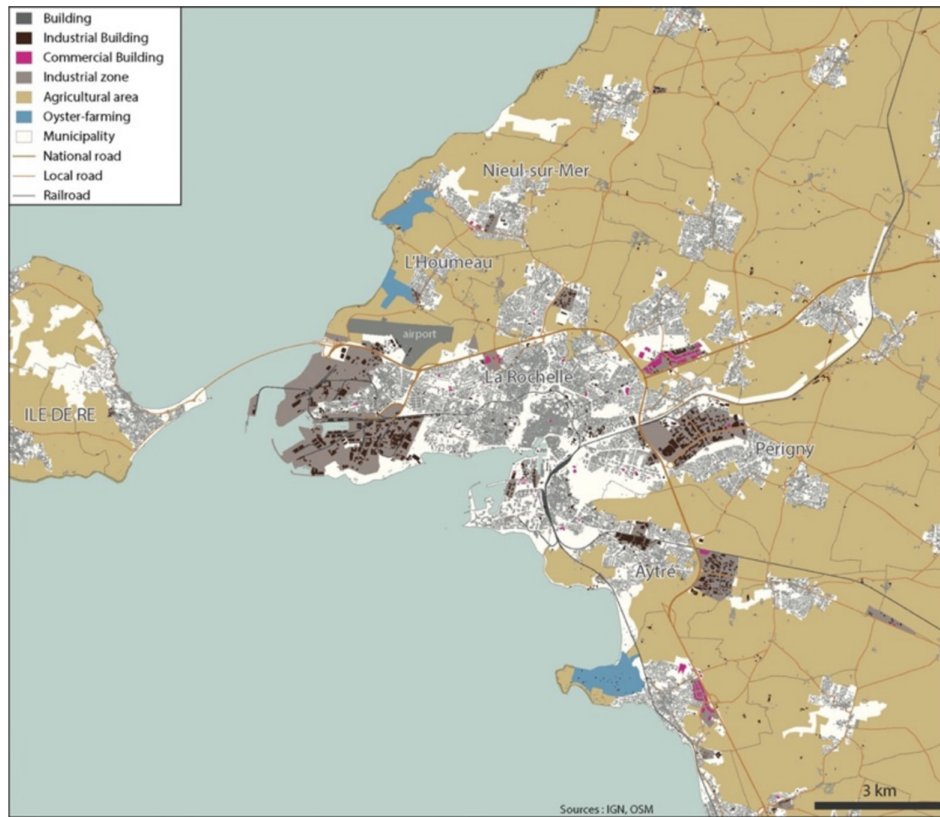 Building
Industrial Building
Commercial Building
Industrial zone
Agricultural area
Oyster-farming
Municipality
National road
Local road
Railroad
Nieul-sur-Mer
L'Houmeau
airport
La Rochelle
ILE-DE-RE
Périgny
Aytré
3 km
Sources : IGN, OSM